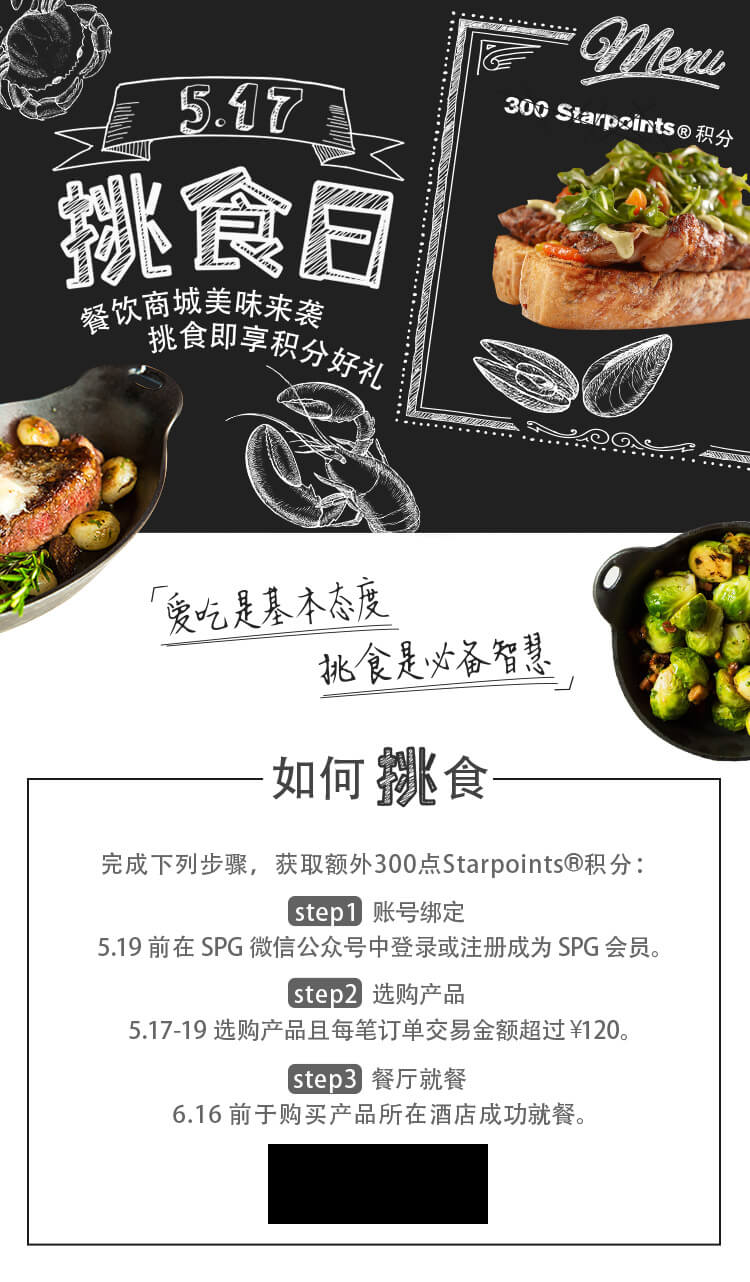 5.17
挑食日
餐饮商城美味来袭
挑食即享积分好礼
Menu
300 Starpoints® 积分
「爱吃是基本态度
挑食是必备智慧」
如何挑食
完成下列步骤，获取额外300点Starpoints®积分：
step1 账号绑定
5.19 前在 SPG 微信公众号中登录或注册成为 SPG 会员。
step2 选购产品
5.17-19 选购产品且每笔订单交易金额超过 ¥120。
step3 餐厅就餐
6.16 前于购买产品所在酒店成功就餐。